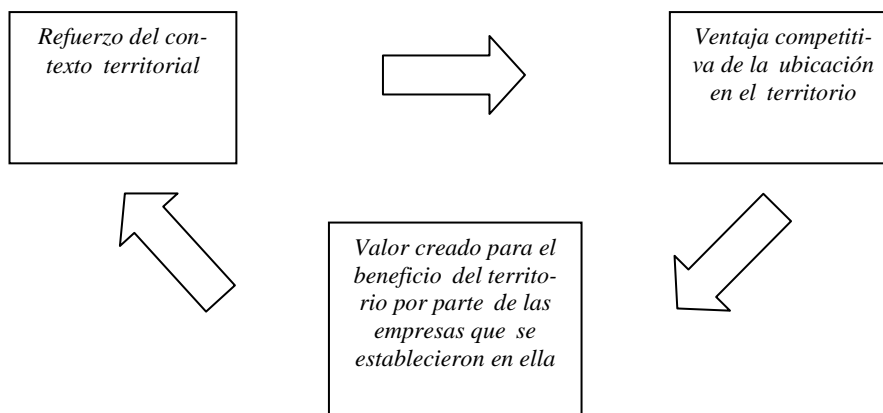 Refuerzo del con-
texto territorial
Ventaja competiti-
va de la ubicación
en el territorio
Valor creado para el
beneficio del territo-
rio por parte de las
empresas que se
establecieron en ella